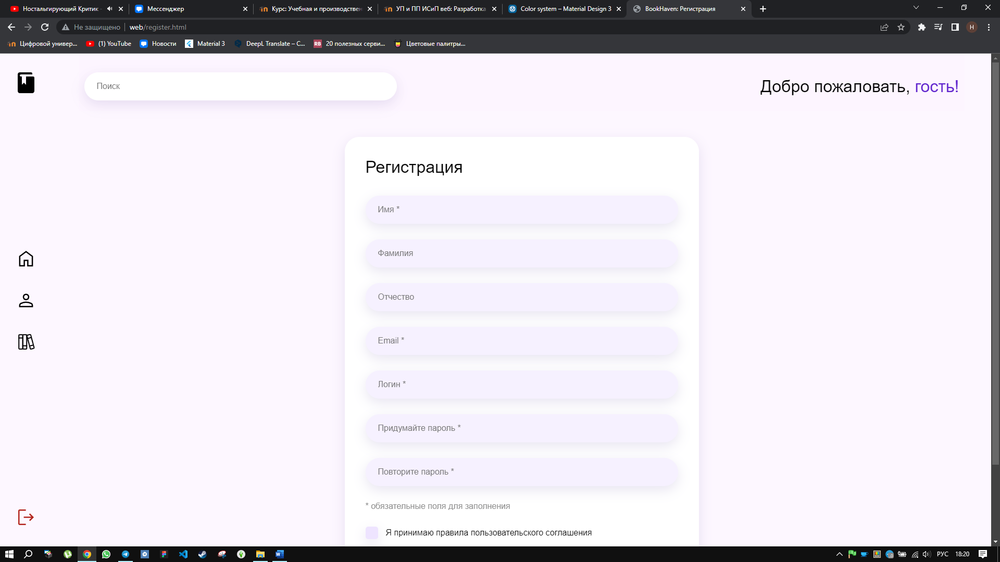 Ностальгирующий Критик -
Мессенджер
Курс: Учебная и производствен
УП и ПП ИСиП веб: Разработка
Color system – Material Design 3
BookHaven: Регистрация
Не защищено
web/register.html
Н
Цифровой универ...
(1) YouTube
Новости
Material 3
DeepL Translate – C...
RB
20 полезных серви...
Цветовые палитры...
Поиск
Добро пожаловать, гость!
Регистрация
Имя *
Фамилия
Отчество
Email *
Логин *
Придумайте пароль *
Повторите пароль *
* обязательные поля для заполнения
Я принимаю правила пользовательского соглашения
РУС
18:20